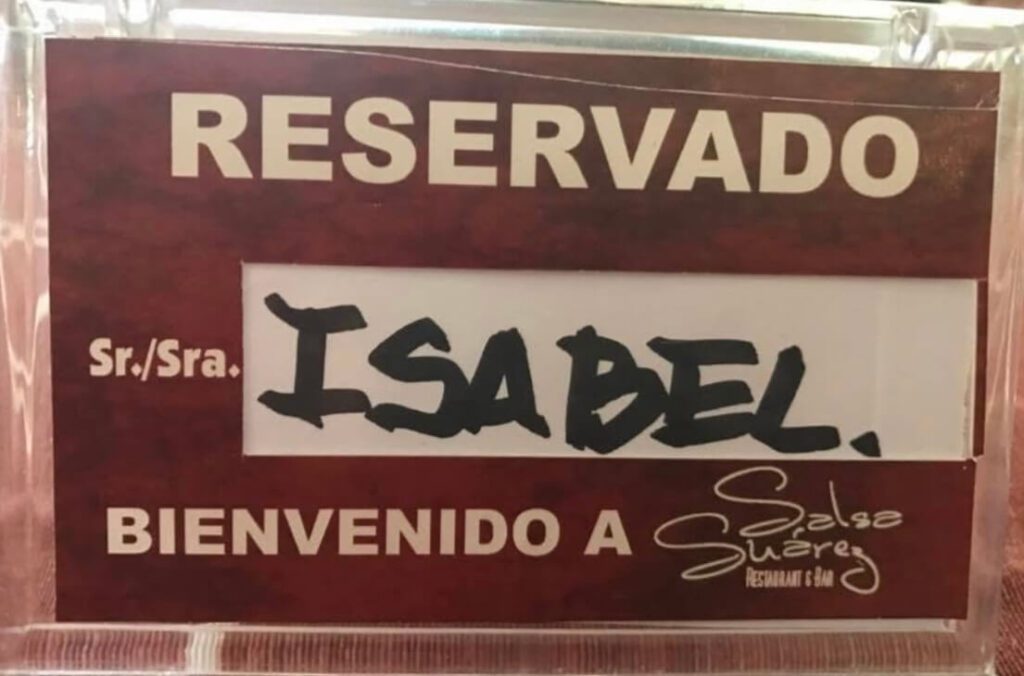 RESERVADO
Sr./Sra. ISABEL.
BIENVENIDO A Salsa
Suárez
RESTAURANT & BAR